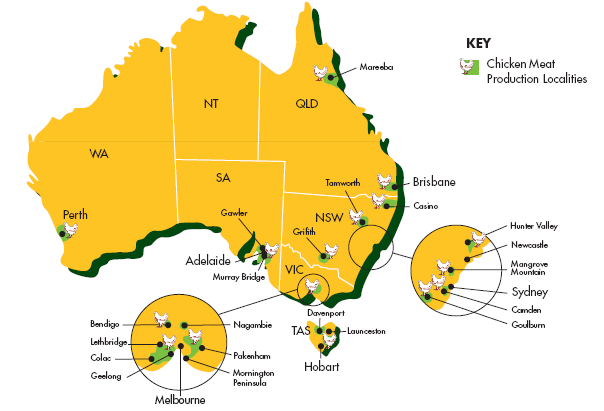 KEY
Chicken Meat
Production Localities
Mareeba
NT
QLD
WA
SA
Brisbane
Tamworth
Casino
Perth
Gawler
NSW
Grifith
Hunter Valley
Newcastle
Adelaide
Murray Bridge
VIC
Mangrove
Mountain
Sydney
Camden
Goulburn
Davenport
TAS
Launceston
Hobart
Bendigo
Nagambie
Lethbridge
Colac
Pakenham
Geelong
Mornington
Peninsula
Melbourne